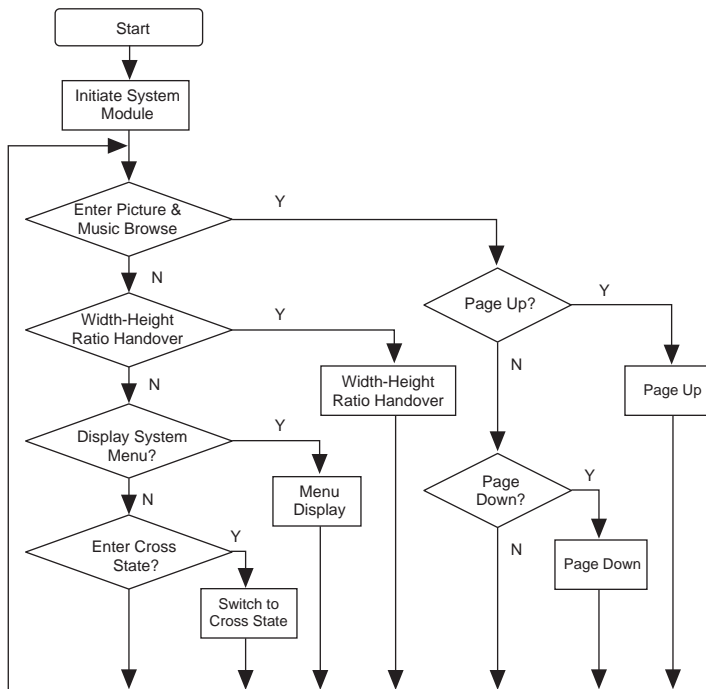 Start
Initiate System
Module
Enter Picture &
Music Browse
Y
N
Width-Height
Ratio Handover
Y
Page Up?
Y
N
Width-Height
Ratio Handover
N
Page Up
Display System
Menu?
Y
Menu
Display
N
Page
Down?
Y
N
Enter Cross
State?
Y
Page Down
Switch to
Cross State